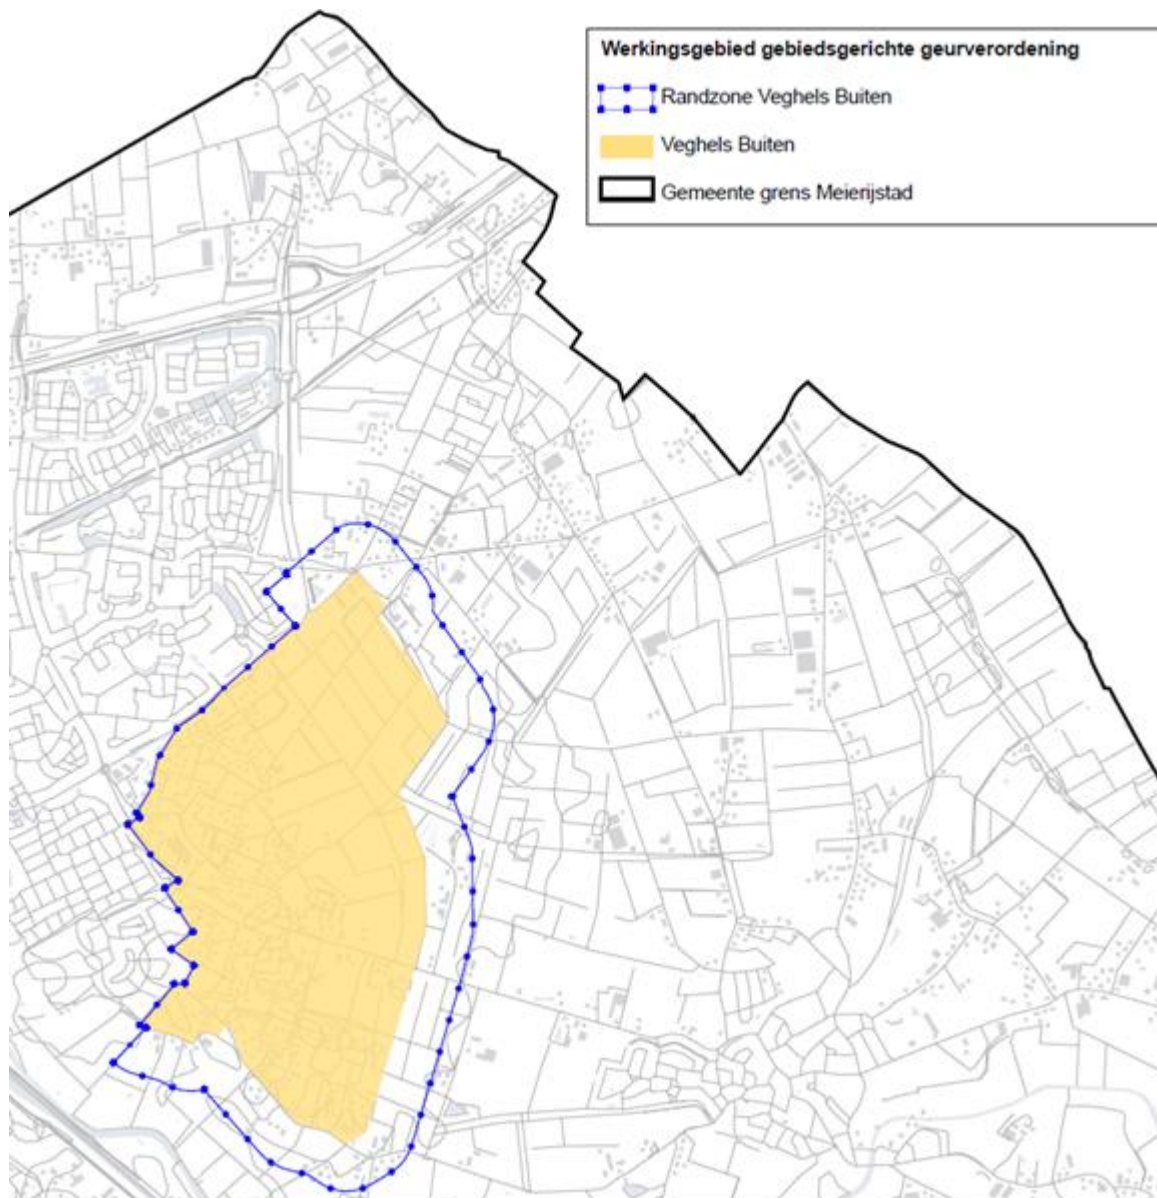 Werkingsgebied gebiedsgerichte geurverordening
Randzone Veghels Buiten
Veghels Buiten
Gemeente grens Meierijstad